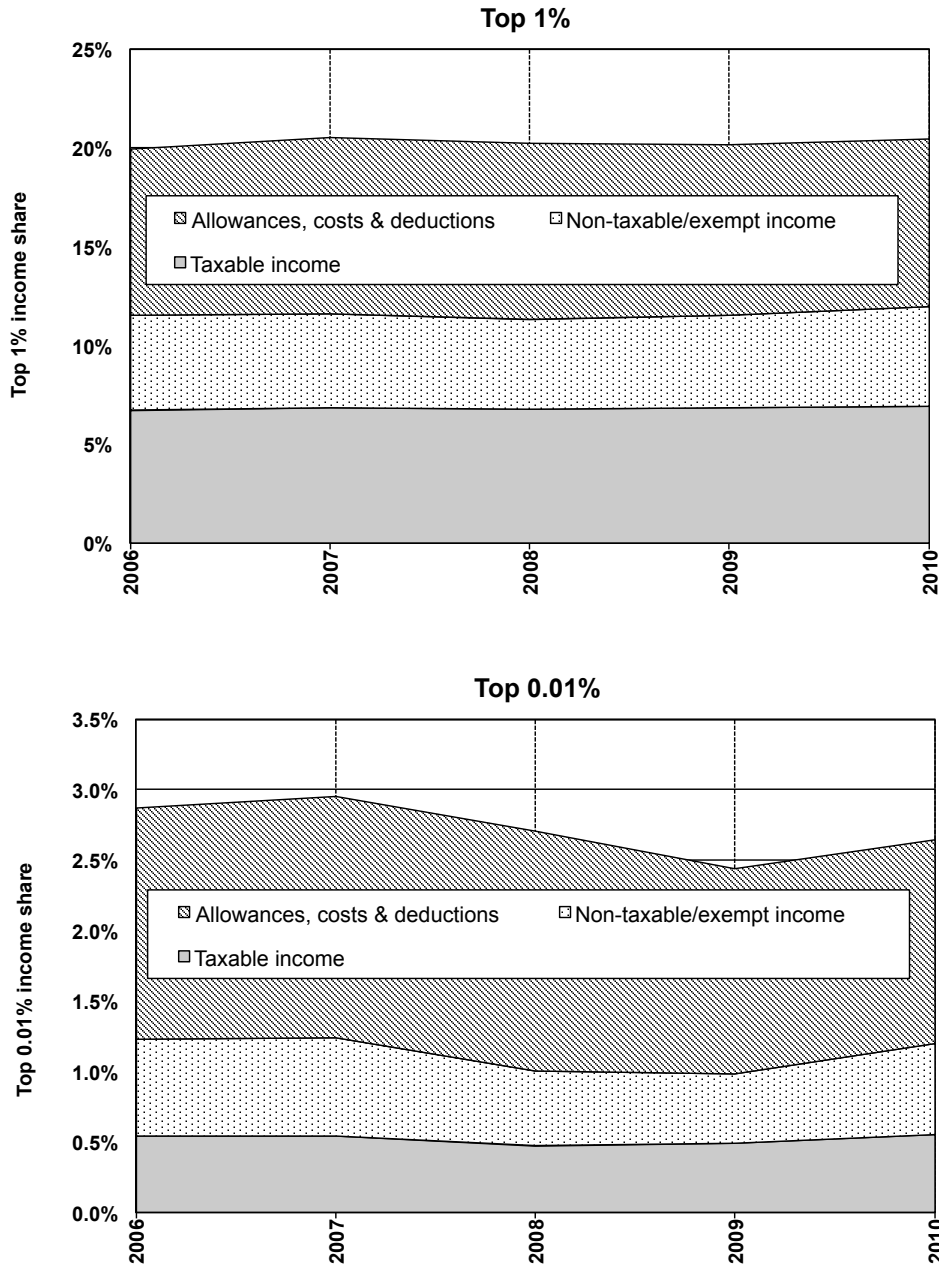 Top 1%
25%
20%
15%
10%
5%
0%
Top 1% income share
Allowances, costs & deductions
Non-taxable/exempt income
Taxable income
2006
2007
2008
2009
2010
Top 0.01%
3.5%
3.0%
2.5%
2.0%
1.5%
1.0%
0.5%
0.0%
Top 0.01% income share
Allowances, costs & deductions
Non-taxable/exempt income
Taxable income
2006
2007
2008
2009
2010